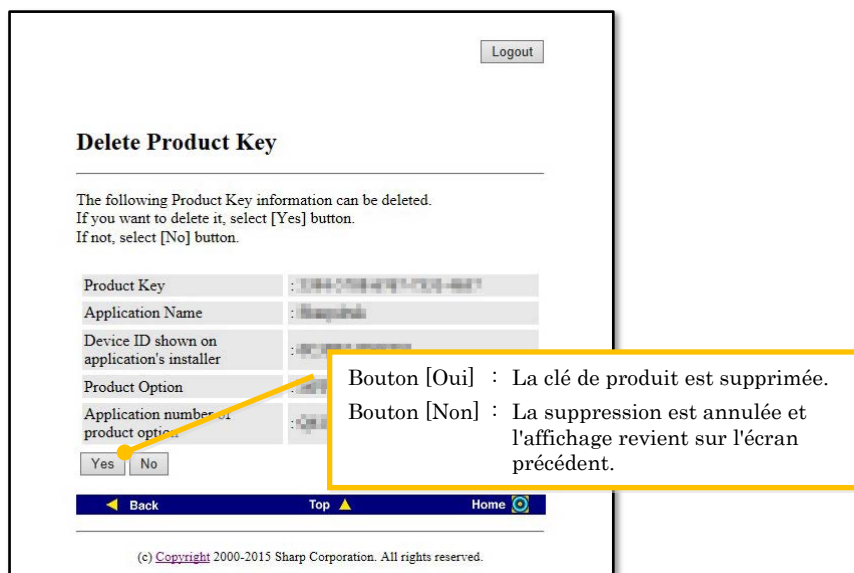 Logout
Delete Product Key
The following Product Key information can be deleted.
If you want to delete it, select [Yes] button.
If not, select [No] button.
Product Key :
Application Name :
Device ID shown on
application's installer :
Product Option :
Application number of
product option :
Bouton [Oui] : La clé de produit est supprimée.
Bouton [Non] : La suppression est annulée et
l'affichage revient sur l'écran
précédent.
Yes No
Back Top Home
(c) Copyright 2000-2015 Sharp Corporation. All rights reserved.